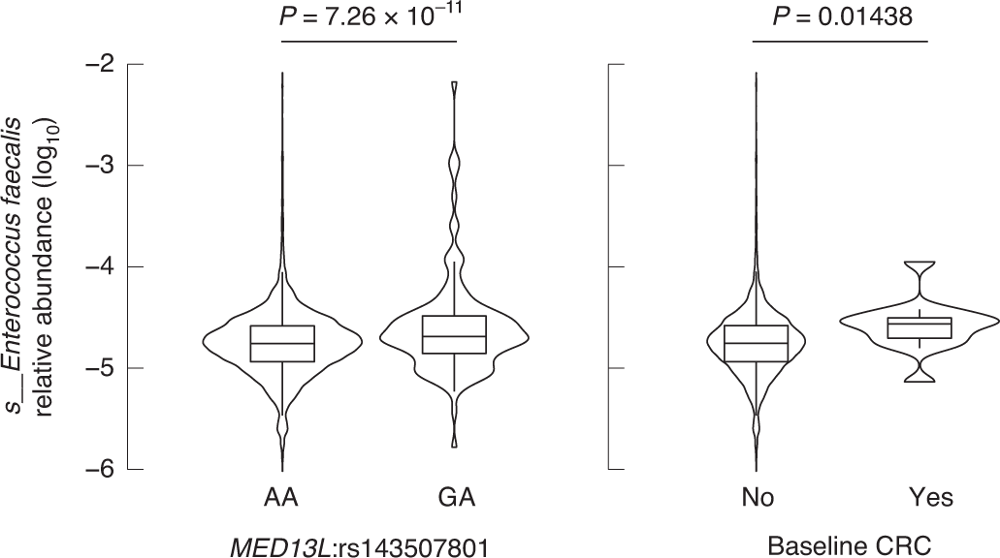 P = 7.26 × 10⁻¹¹
P = 0.01438
s__Enterococcus faecalis
relative abundance (log₁₀)
−2
−3
−4
−5
−6
AA GA
No Yes
MED13L:rs143507801
Baseline CRC